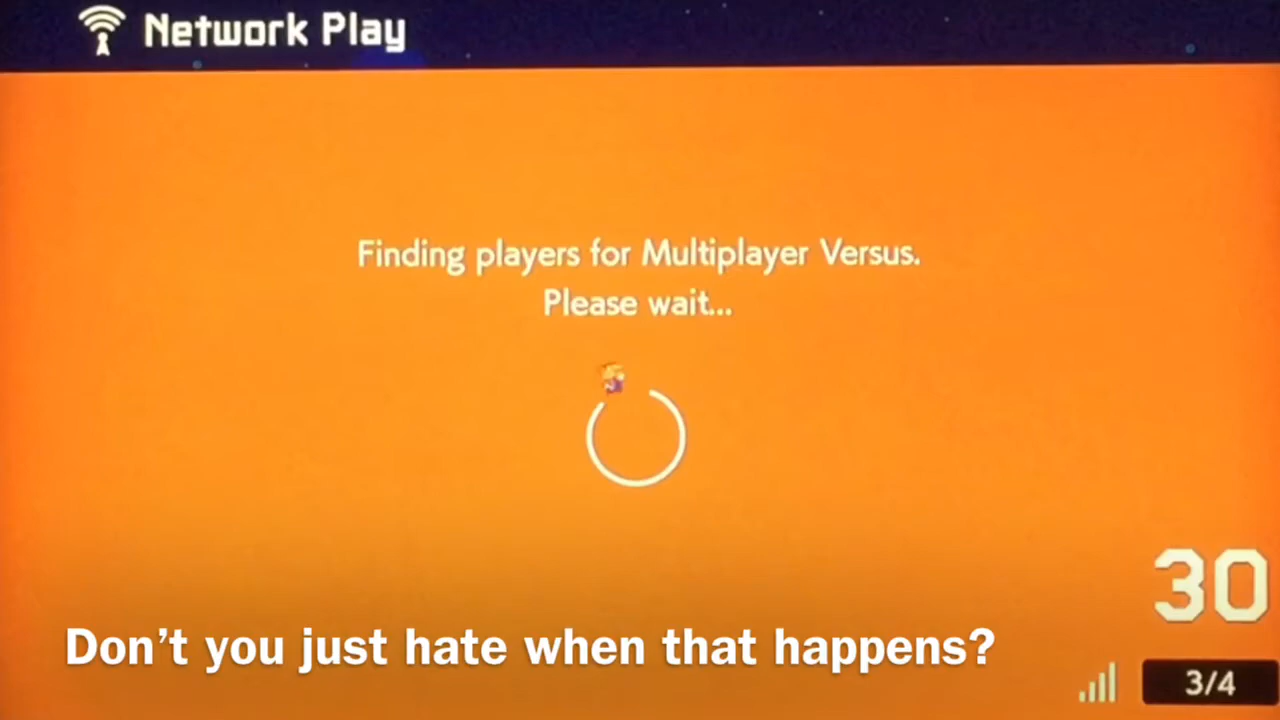 Network Play
Finding players for Multiplayer Versus.
Please wait...
30
Don't you just hate when that happens?
3/4